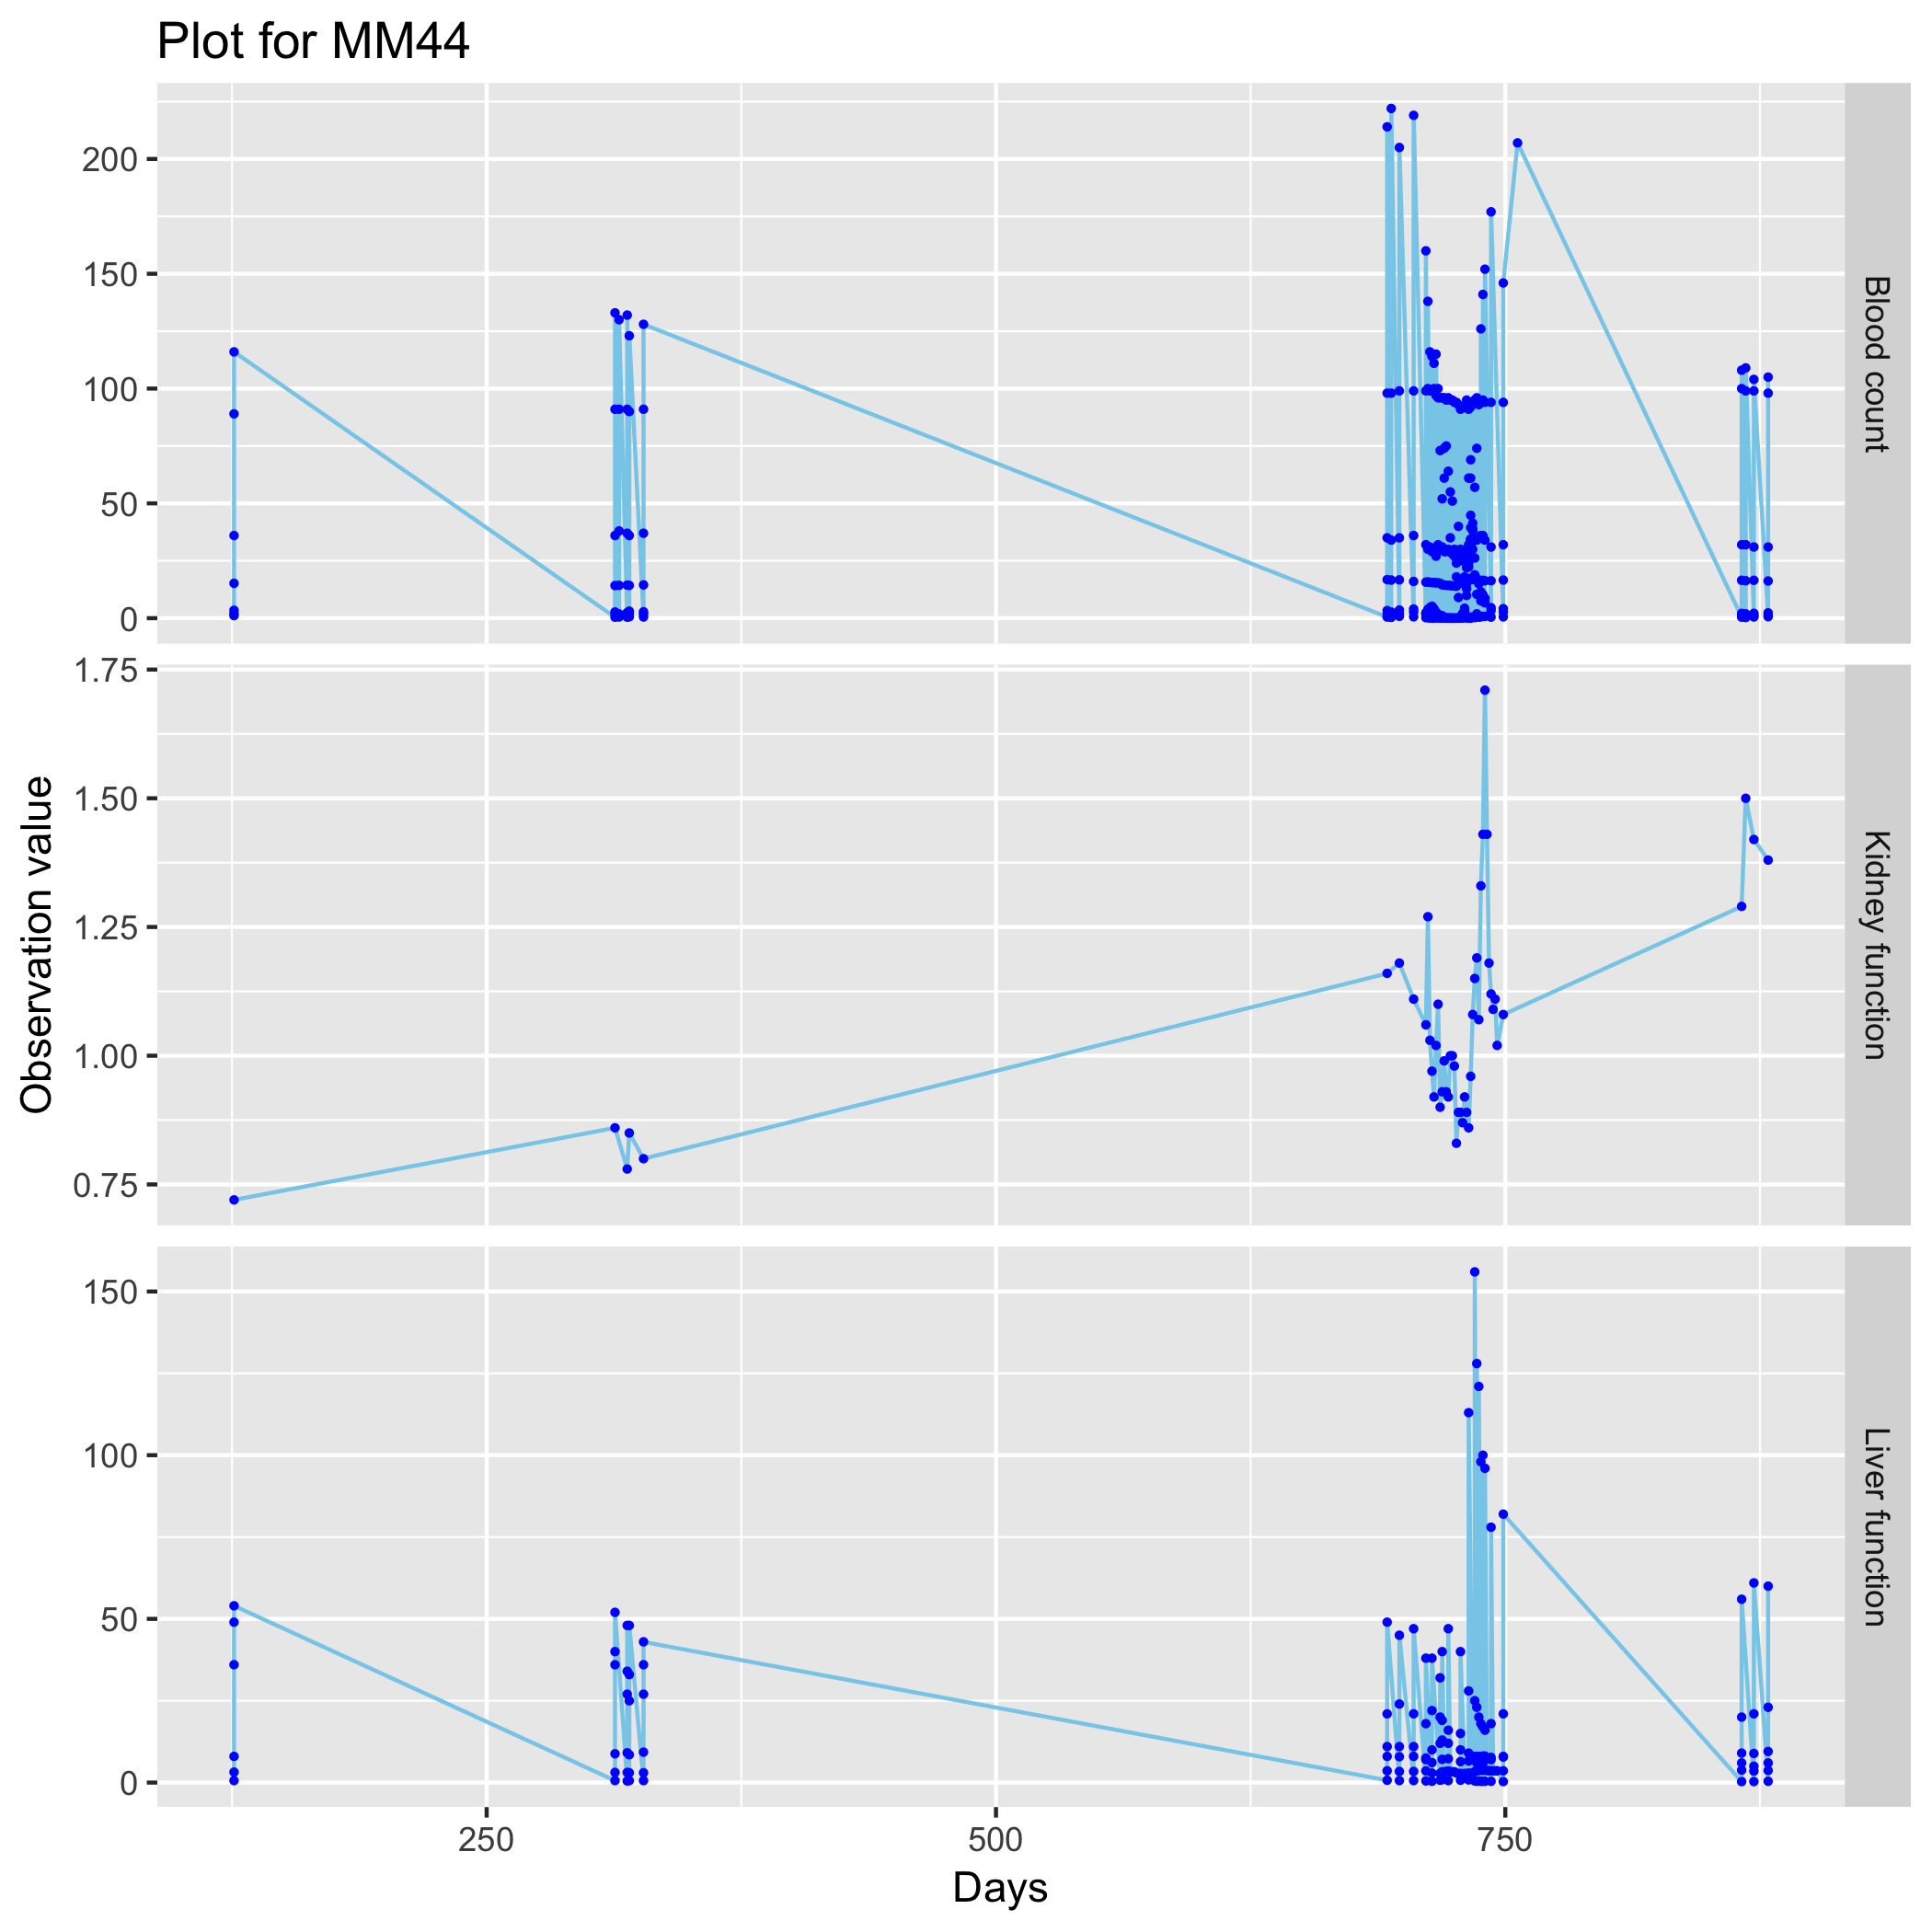 Plot for MM44
200
150
100
50
0
Blood count
1.75
1.50
1.25
1.00
0.75
Kidney function
150
100
50
0
Liver function
Observation value
250 500 750
Days